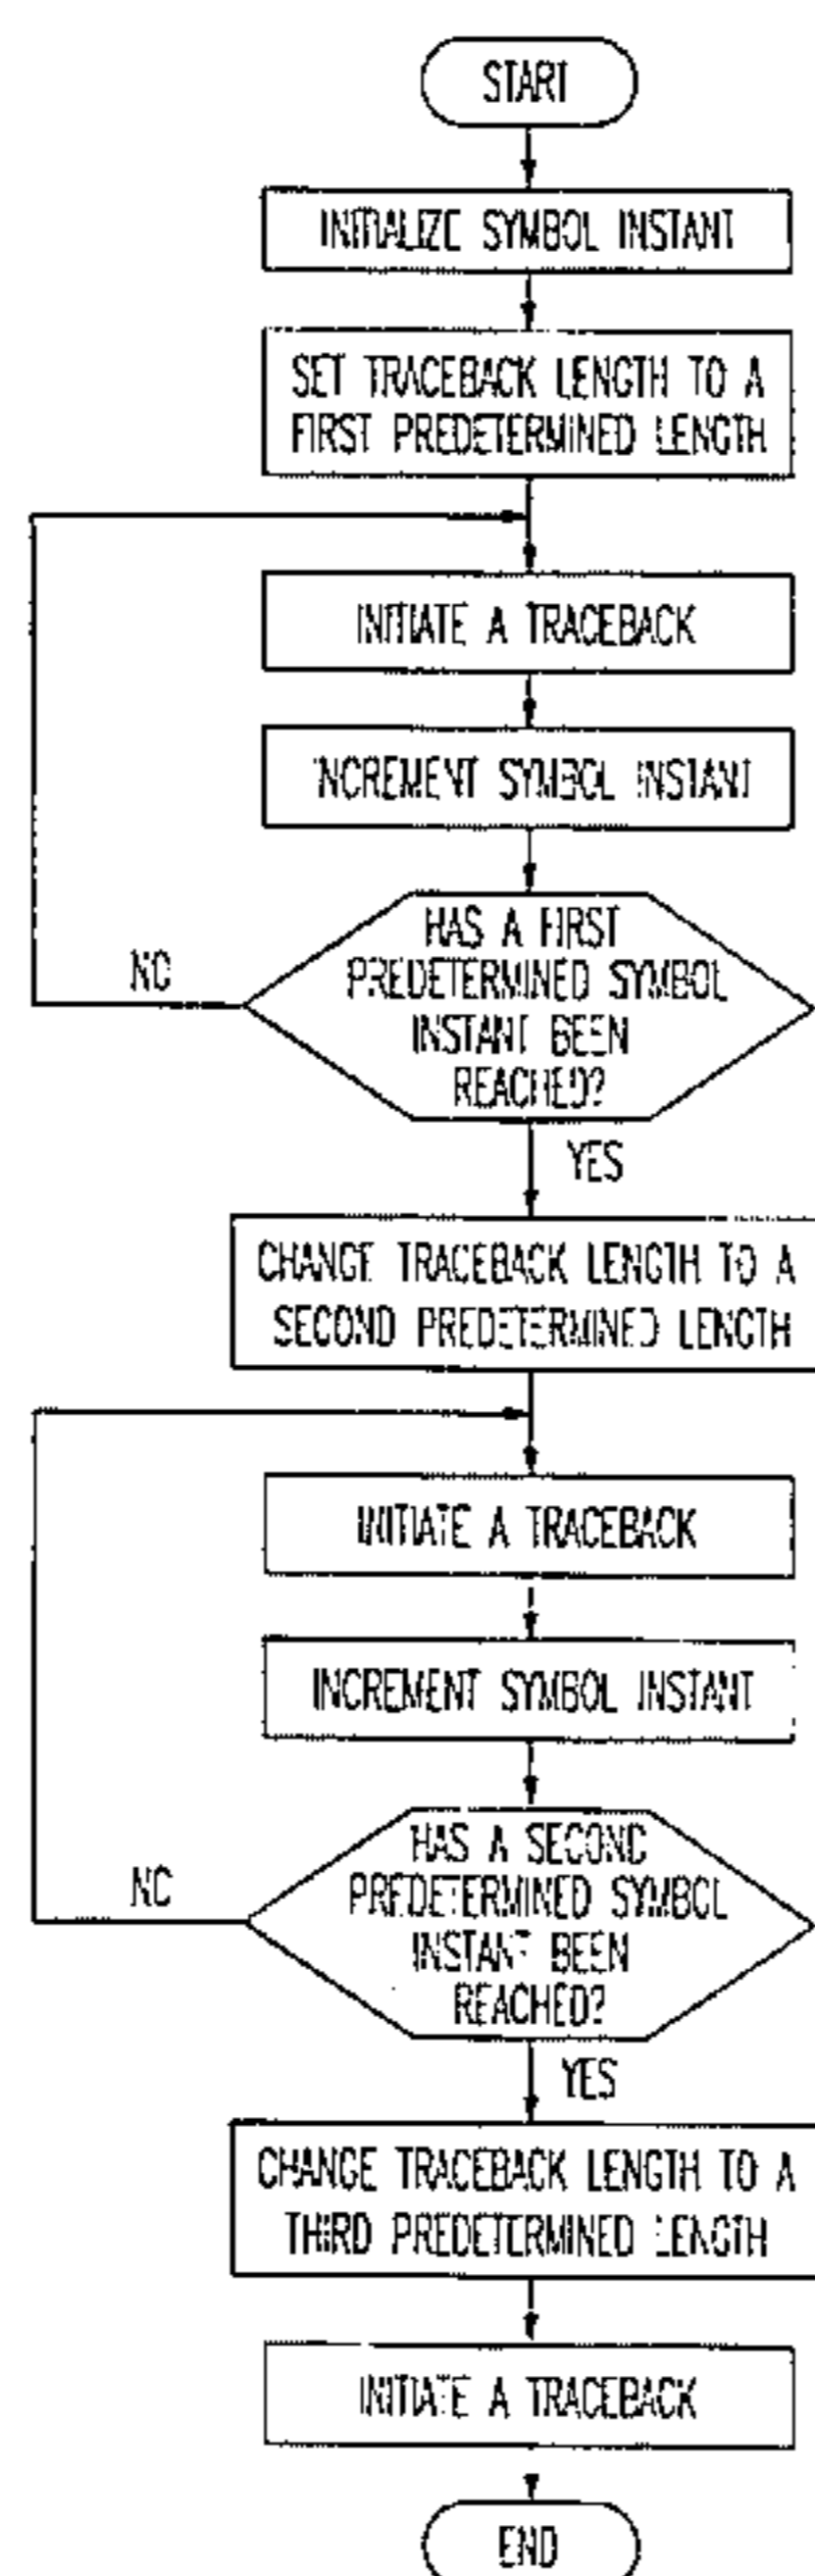 START
INITIALIZE SYMBOL INSTANT
SET TRACEBACK LENGTH TO A
FIRST PREDETERMINED LENGTH
INITIATE A TRACEBACK
INCREMENT SYMBOL INSTANT
HAS A FIRST
PREDETERMINED SYMBOL
INSTANT BEEN
REACHED?
NO
YES
CHANGE TRACEBACK LENGTH TO A
SECOND PREDETERMINED LENGTH
INITIATE A TRACEBACK
INCREMENT SYMBOL INSTANT
HAS A SECOND
PREDETERMINED SYMBOL
INSTANT BEEN
REACHED?
NO
YES
CHANGE TRACEBACK LENGTH TO A
THIRD PREDETERMINED LENGTH
INITIATE A TRACEBACK
END